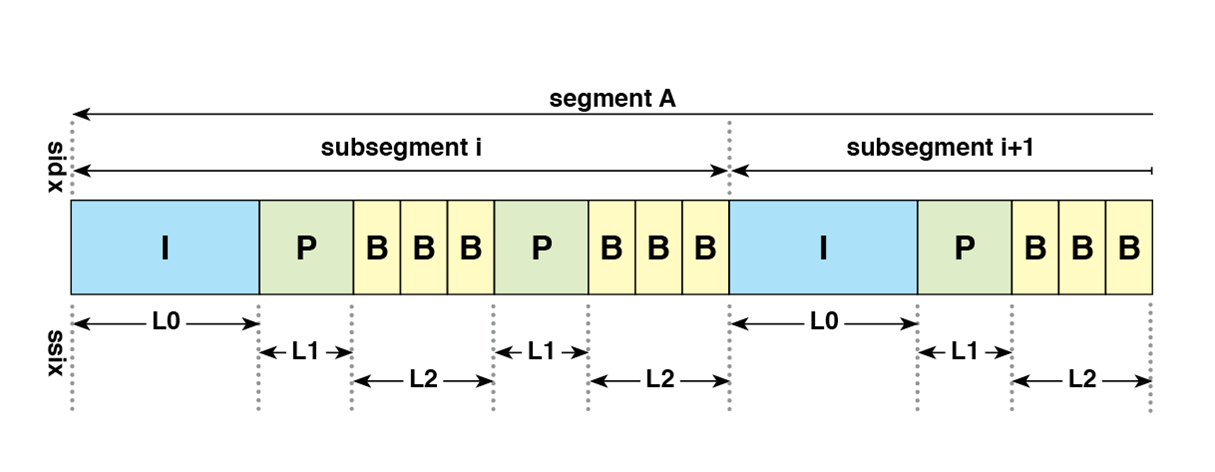 segment A
sidx
subsegment i
subsegment i+1
I P B B B P B B B I P B B B
ssix
L0 L0
L1 L1 L1
L2 L2 L2